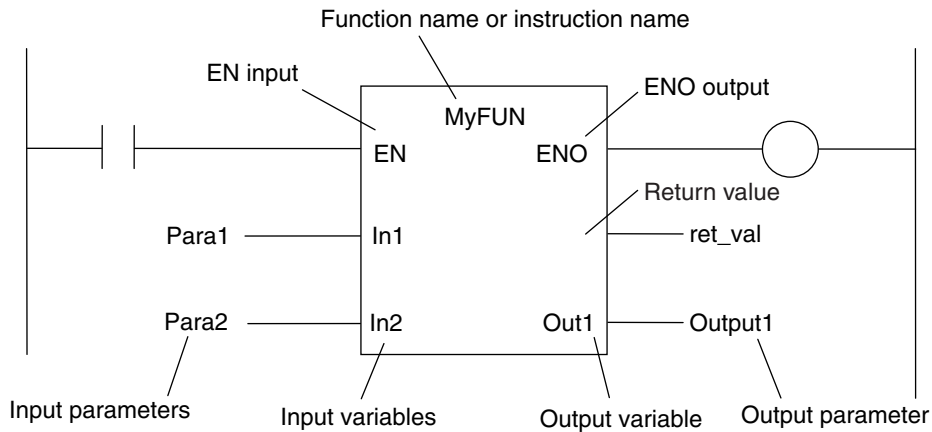 Function name or instruction name
EN input
ENO output
MyFUN
EN
ENO
Return value
Para1
In1
ret_val
Para2
In2
Out1
Output1
Input parameters
Input variables
Output variable
Output parameter